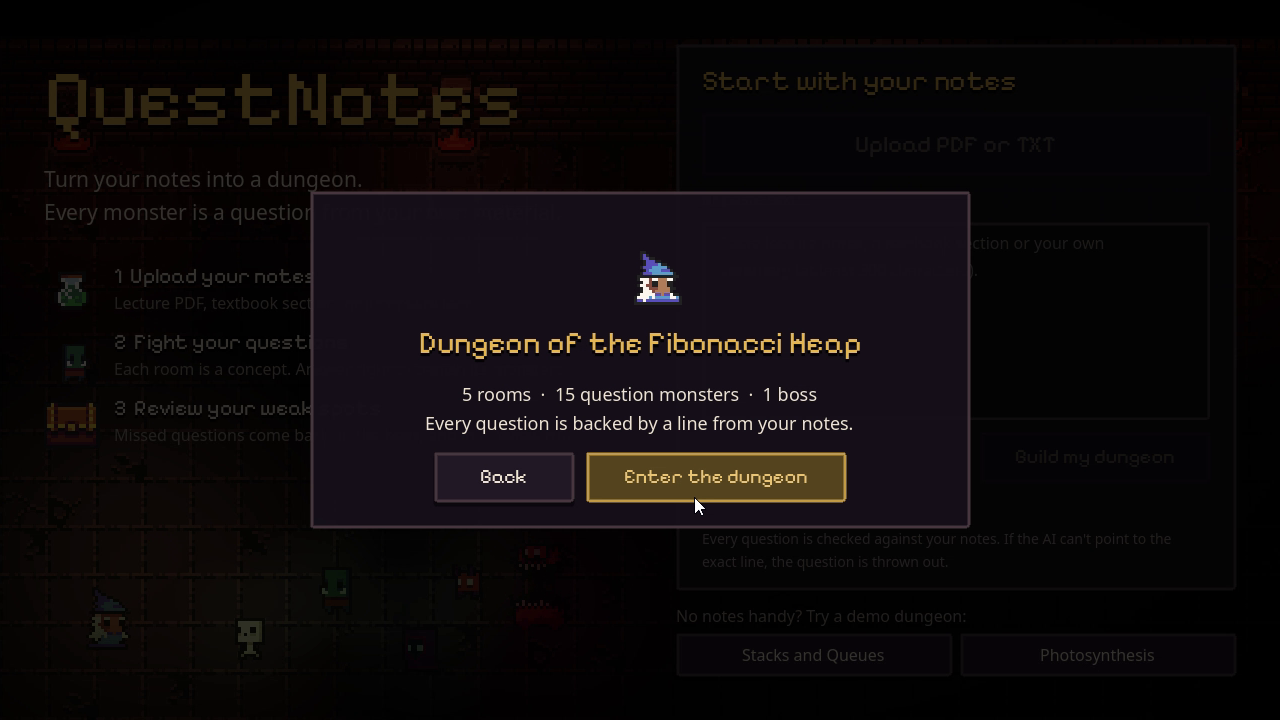 QuestNotes
Turn your notes into a dungeon.
Every monster is a question
1 Upload your notes
Lecture PDF, textbook sect
2 Fight your questi
Each room is a concept. An
3 Review your weak
Missed questions come ba
Start with your notes
Upload PDF or TXT
ction or your own
).
Build my dungeon
Every question is checked against your notes. If the AI can't point to the
exact line, the question is thrown out.
No notes handy? Try a demo dungeon:
Stacks and Queues
Photosynthesis
Dungeon of the Fibonacci Heap
5 rooms · 15 question monsters · 1 boss
Every question is backed by a line from your notes.
Back
Enter the dungeon